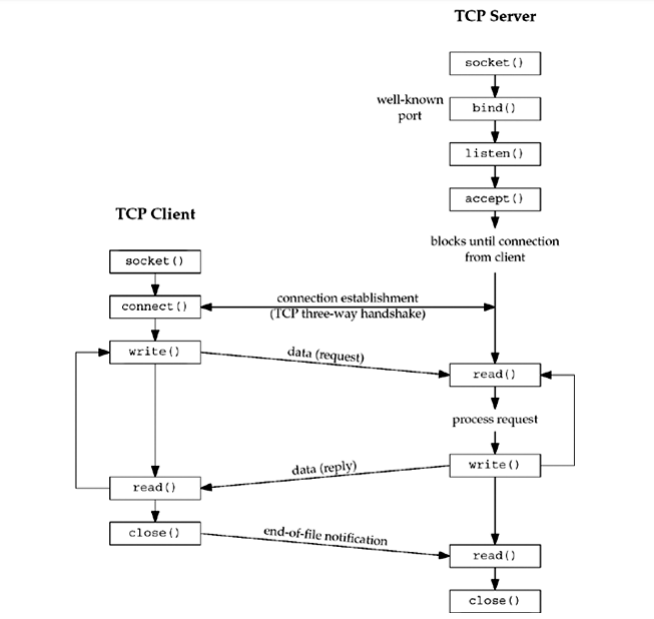 TCP Server
socket()
well-known
port
bind()
listen()
accept()
blocks until connection
from client
TCP Client
socket()
connect()
connection establishment
(TCP three-way handshake)
write()
data (request)
read()
process request
write()
data (reply)
read()
close()
end-of-file notification
read()
close()